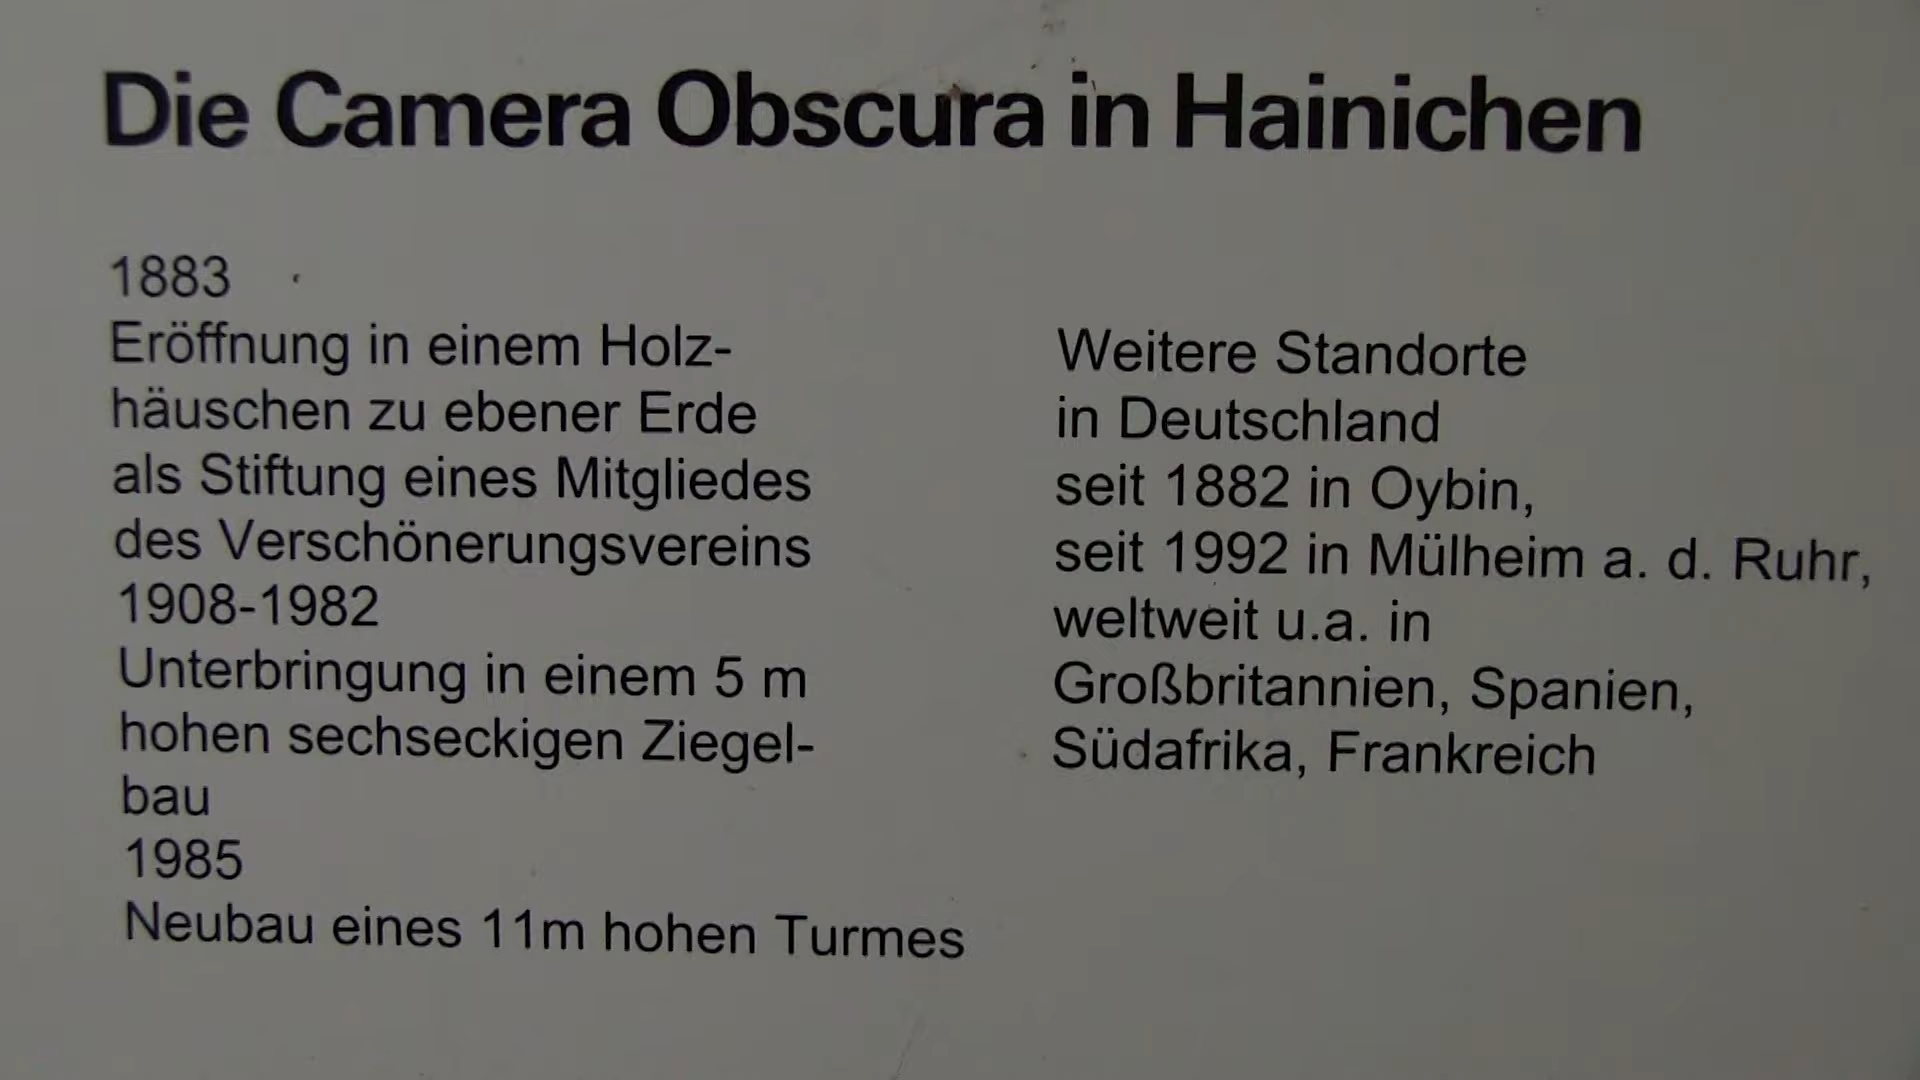 Die Camera Obscura in Hainichen
1883
Eröffnung in einem Holz-
häuschen zu ebener Erde
als Stiftung eines Mitgliedes
des Verschönerungsvereins
1908-1982
Unterbringung in einem 5 m
hohen sechseckigen Ziegel-
bau
1985
Neubau eines 11m hohen Turmes
Weitere Standorte
in Deutschland
seit 1882 in Oybin,
seit 1992 in Mülheim a. d. Ruhr,
weltweit u.a. in
Großbritannien, Spanien,
Südafrika, Frankreich